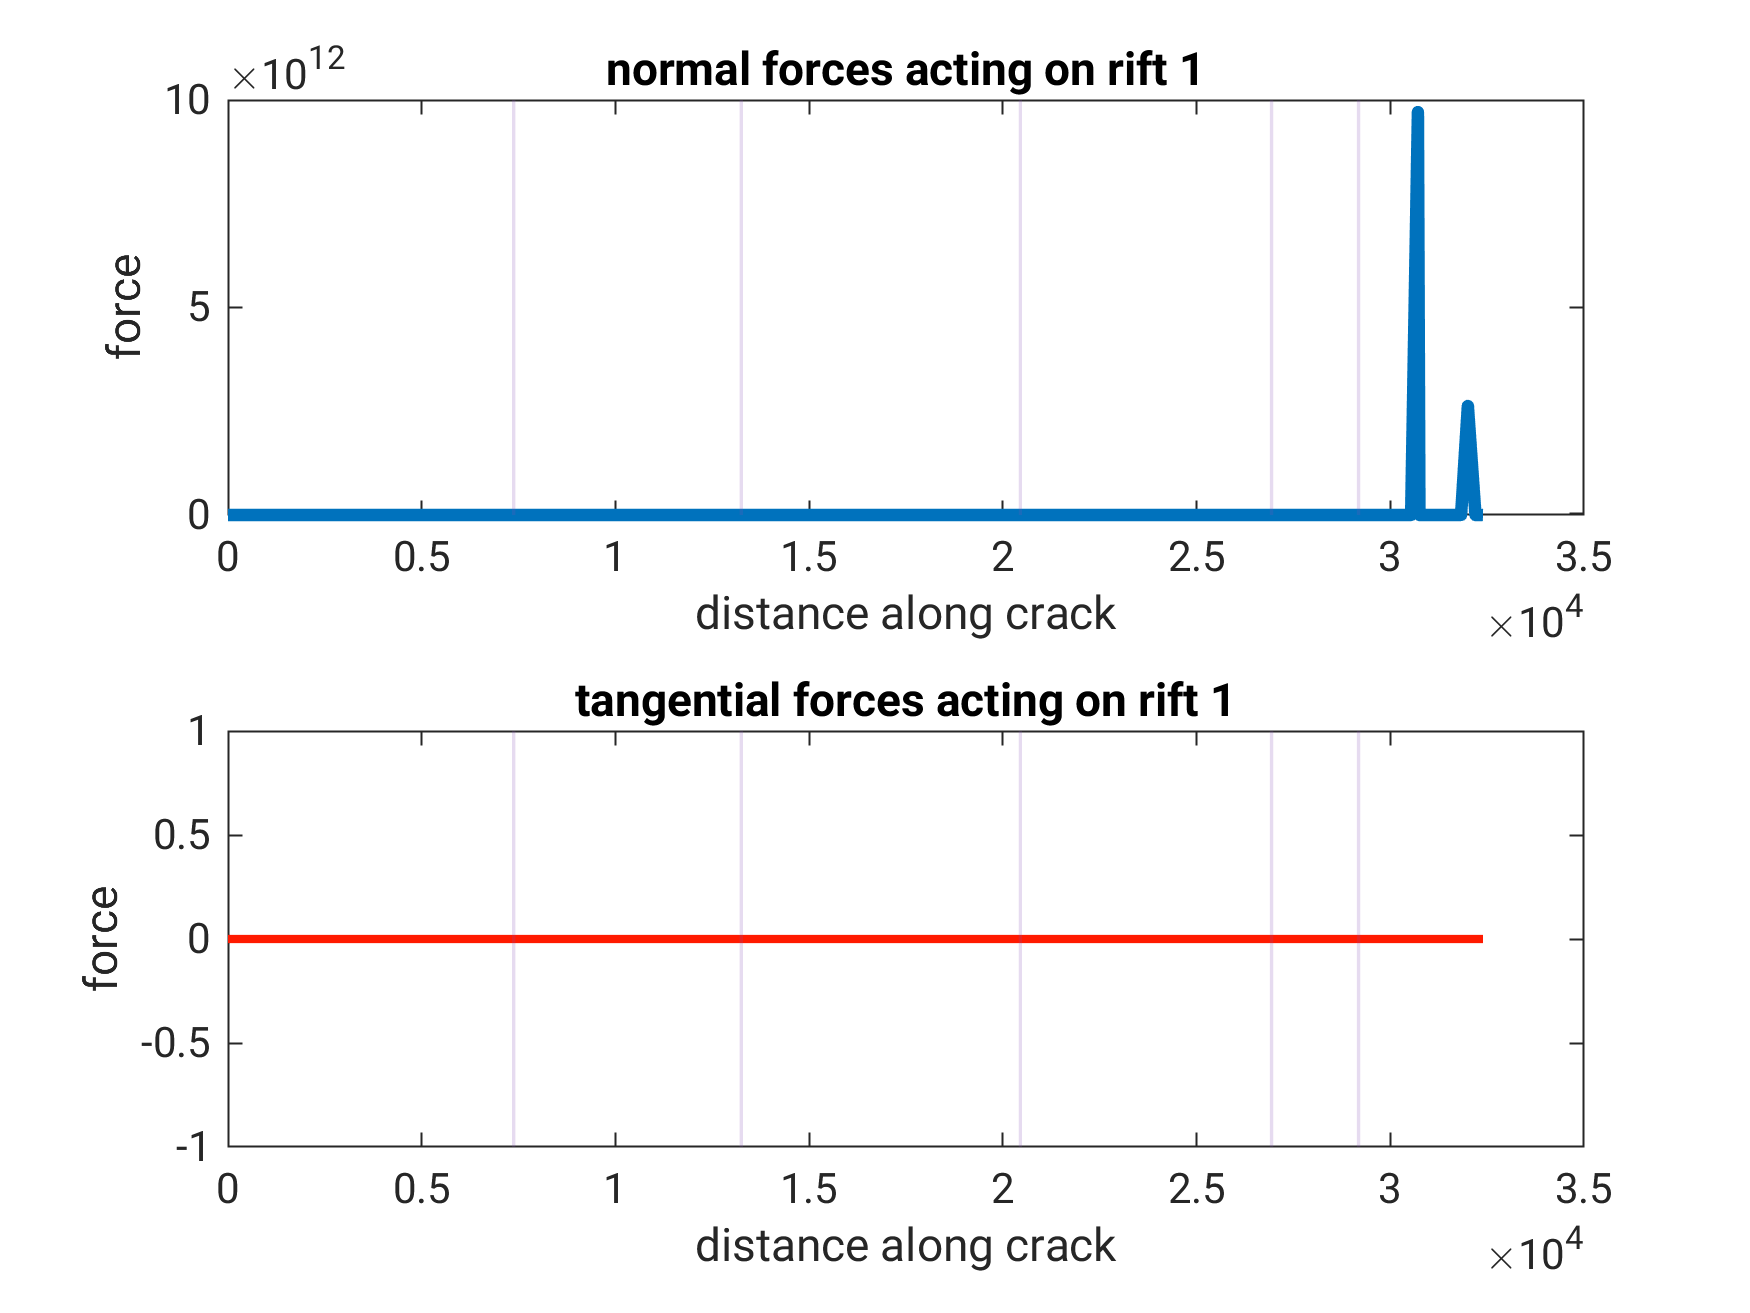 ×10^12
normal forces acting on rift 1
10
5
0
force
0 0.5 1 1.5 2 2.5 3 3.5
distance along crack
×10^4
tangential forces acting on rift 1
1
0.5
0
-0.5
-1
force
0 0.5 1 1.5 2 2.5 3 3.5
distance along crack
×10^4